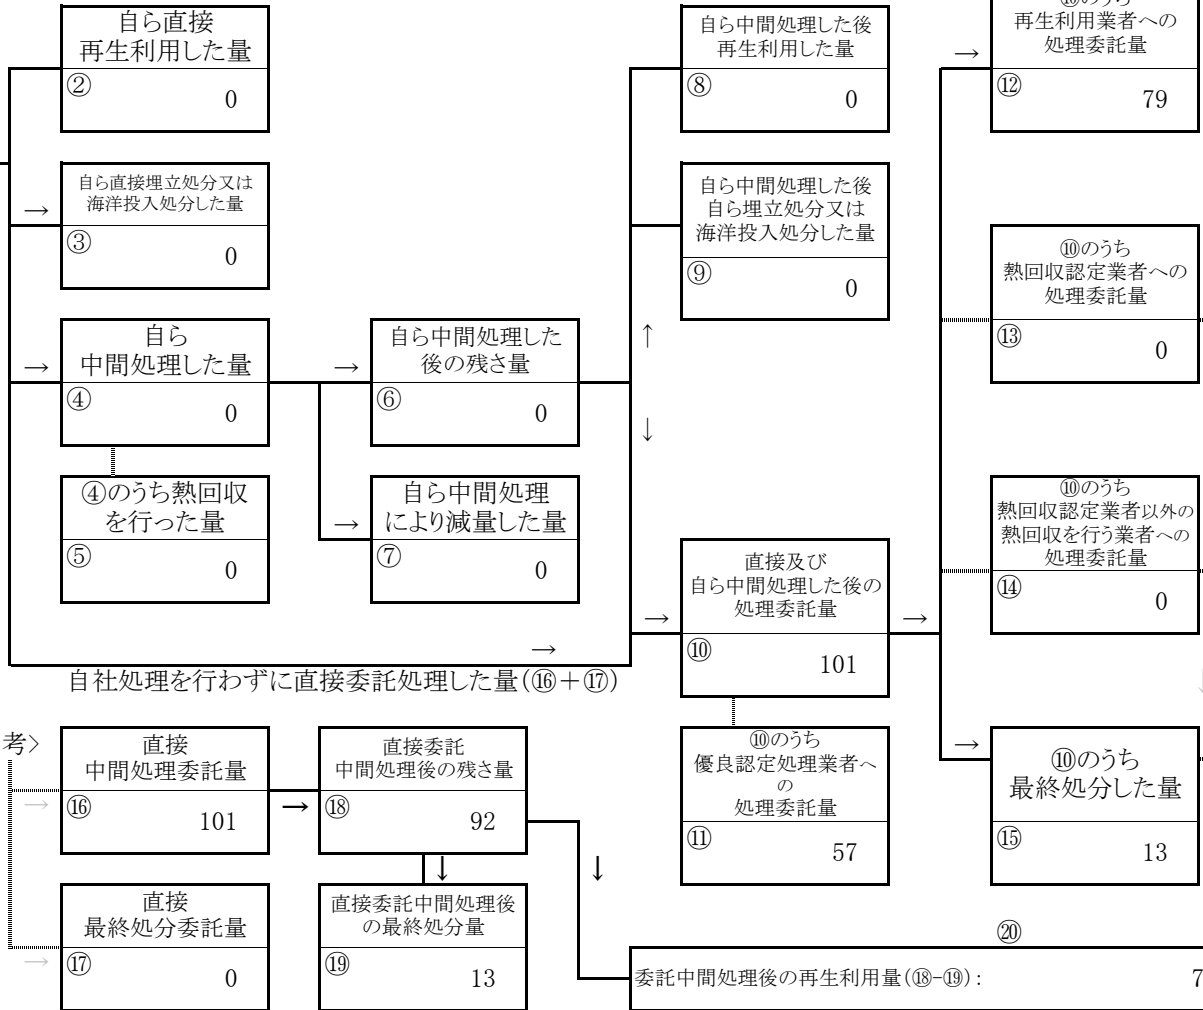 自ら直接
再生利用した量
② 0
→
自ら直接埋立処分又は
海洋投入処分した量
③ 0
→
自ら
中間処理した量
④ 0
④のうち熱回収
を行った量
⑤ 0
→
自ら中間処理した
後の残さ量
⑥ 0
→
自ら中間処理
により減量した量
⑦ 0
自ら中間処理した後
再生利用した量
⑧ 0
自ら中間処理した後
自ら埋立処分又は
海洋投入処分した量
⑨ 0
↑
↓
→
直接及び
自ら中間処理した後の
処理委託量
⑩ 101
→
⑩のうち
優良認定処理業者へ
の
処理委託量
⑪ 57
→
⑩のうち
再生利用業者への
処理委託量
⑫ 79
⑩のうち
熱回収認定業者への
処理委託量
⑬ 0
⑩のうち
熱回収認定業者以外の
熱回収を行う業者への
処理委託量
⑭ 0
→
⑩のうち
最終処分した量
⑮ 13
→
自社処理を行わずに直接委託処理した量(⑯+⑰)
考>
→
直接
中間処理委託量
⑯ 101
→
直接委託
中間処理後の残さ量
⑱ 92
↓
↓
→
直接
最終処分委託量
⑰ 0
直接委託中間処理後
の最終処分量
⑲ 13
⑳
委託中間処理後の再生利用量(⑱-⑲): 7